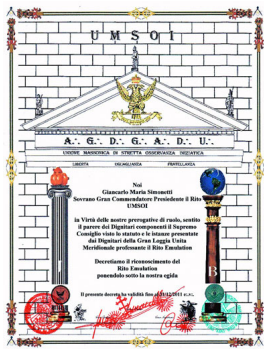 UMSOI
A∴ G∴ D∴ G∴ A∴ D∴ U∴
UNIONE MASSONICA DI STRETTA OSSERVANZA INIZIATICA
LIBERTA UGUAGLIANZA FRATELLANZA
Noi
Giancarlo Maria Simonetti
Sovrano Gran Commendatore Presidente il Rito
UMSOI
in Virtù delle nostre prerogative di ruolo, sentito
il parere dei Dignitari componenti il Supremo
Consiglio visto lo statuto e le istanze presentate
dai Dignitari della Gran Loggia Unita
Meridionale professante il rito Emulation
Decretiamo il riconoscimento del
Rito Emulation
ponendolo sotto la nostra egida
B
Il presente decreto ha validità fino al 31/12/2011 e.v.